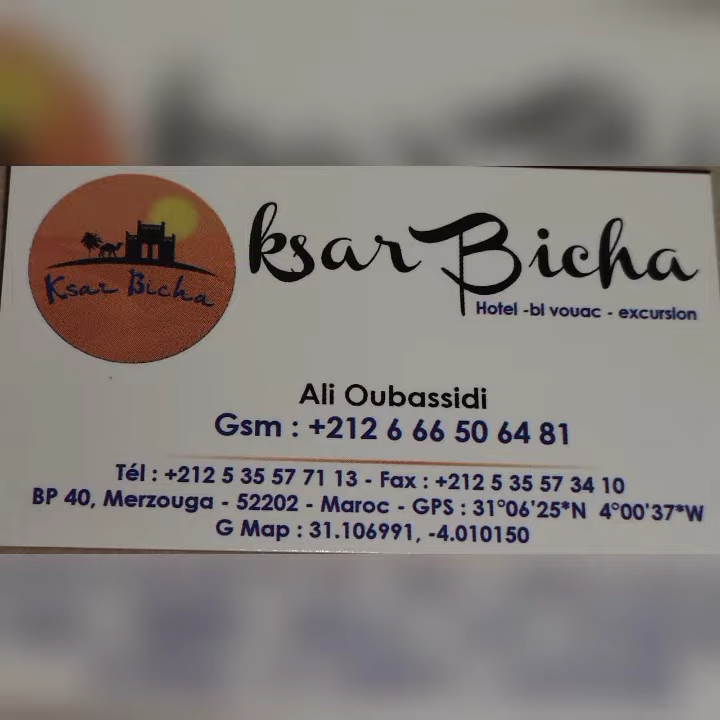 Ksar Bicha
ksar Bicha
Hotel -bi vouac - excursion
Ali Oubassidi
Gsm : +212 6 66 50 64 81
Tél : +212 5 35 57 71 13 - Fax : +212 5 35 57 34 10
BP 40, Merzouga - 52202 - Maroc - GPS : 31°06'25*N 4°00'37*W
G Map : 31.106991, -4.010150